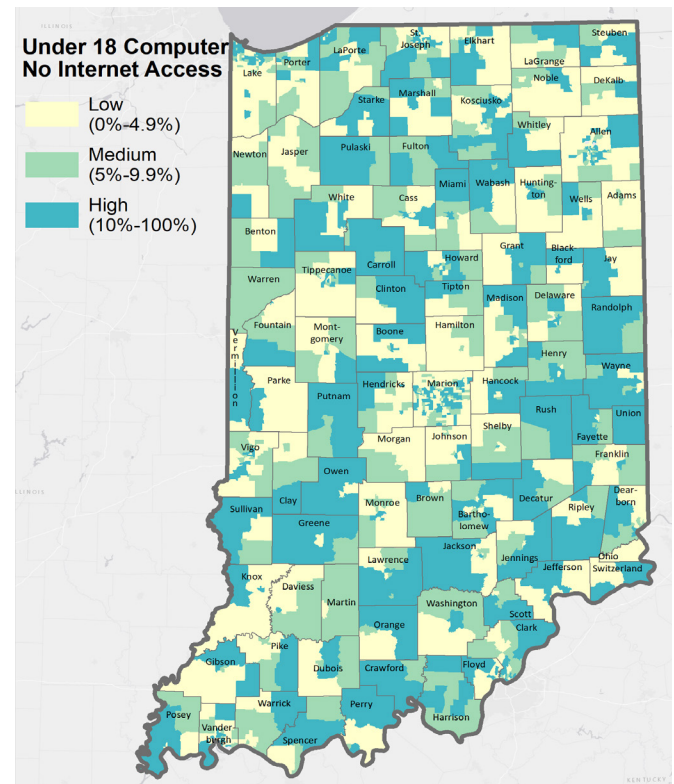 ILLINOIS
Under 18 Computer
No Internet Access
Low
(0%-4.9%)
Medium
(5%-9.9%)
High
(10%-100%)
Lake
Porter
LaPorte
St.
Joseph
Elkhart
LaGrange
Steuben
Noble
DeKalb
Starke
Marshall
Kosciusko
Whitley
Allen
Newton
Jasper
Pulaski
Fulton
Miami
Wabash
Hunting-
ton
Wells
Adams
White
Cass
Benton
Carroll
Howard
Grant
Black-
ford
Jay
Warren
Tippecanoe
Clinton
Tipton
Madison
Delaware
Randolph
Fountain
Mont-
gomery
Boone
Hamilton
Henry
Wayne
Vermillion
Parke
Putnam
Hendricks
Marion
Hancock
Rush
Union
Fayette
Vigo
Morgan
Johnson
Shelby
Franklin
Owen
Clay
Sullivan
Greene
Monroe
Brown
Bartho-
lomew
Decatur
Ripley
Dear-
born
ILLINOIS
Jackson
Jennings
Ohio
Jefferson
Switzerland
Knox
Daviess
Martin
Lawrence
Washington
Scott
Clark
Orange
Gibson
Pike
Dubois
Crawford
Floyd
Posey
Vander-
burgh
Warrick
Spencer
Perry
Harrison
KENTUCKY